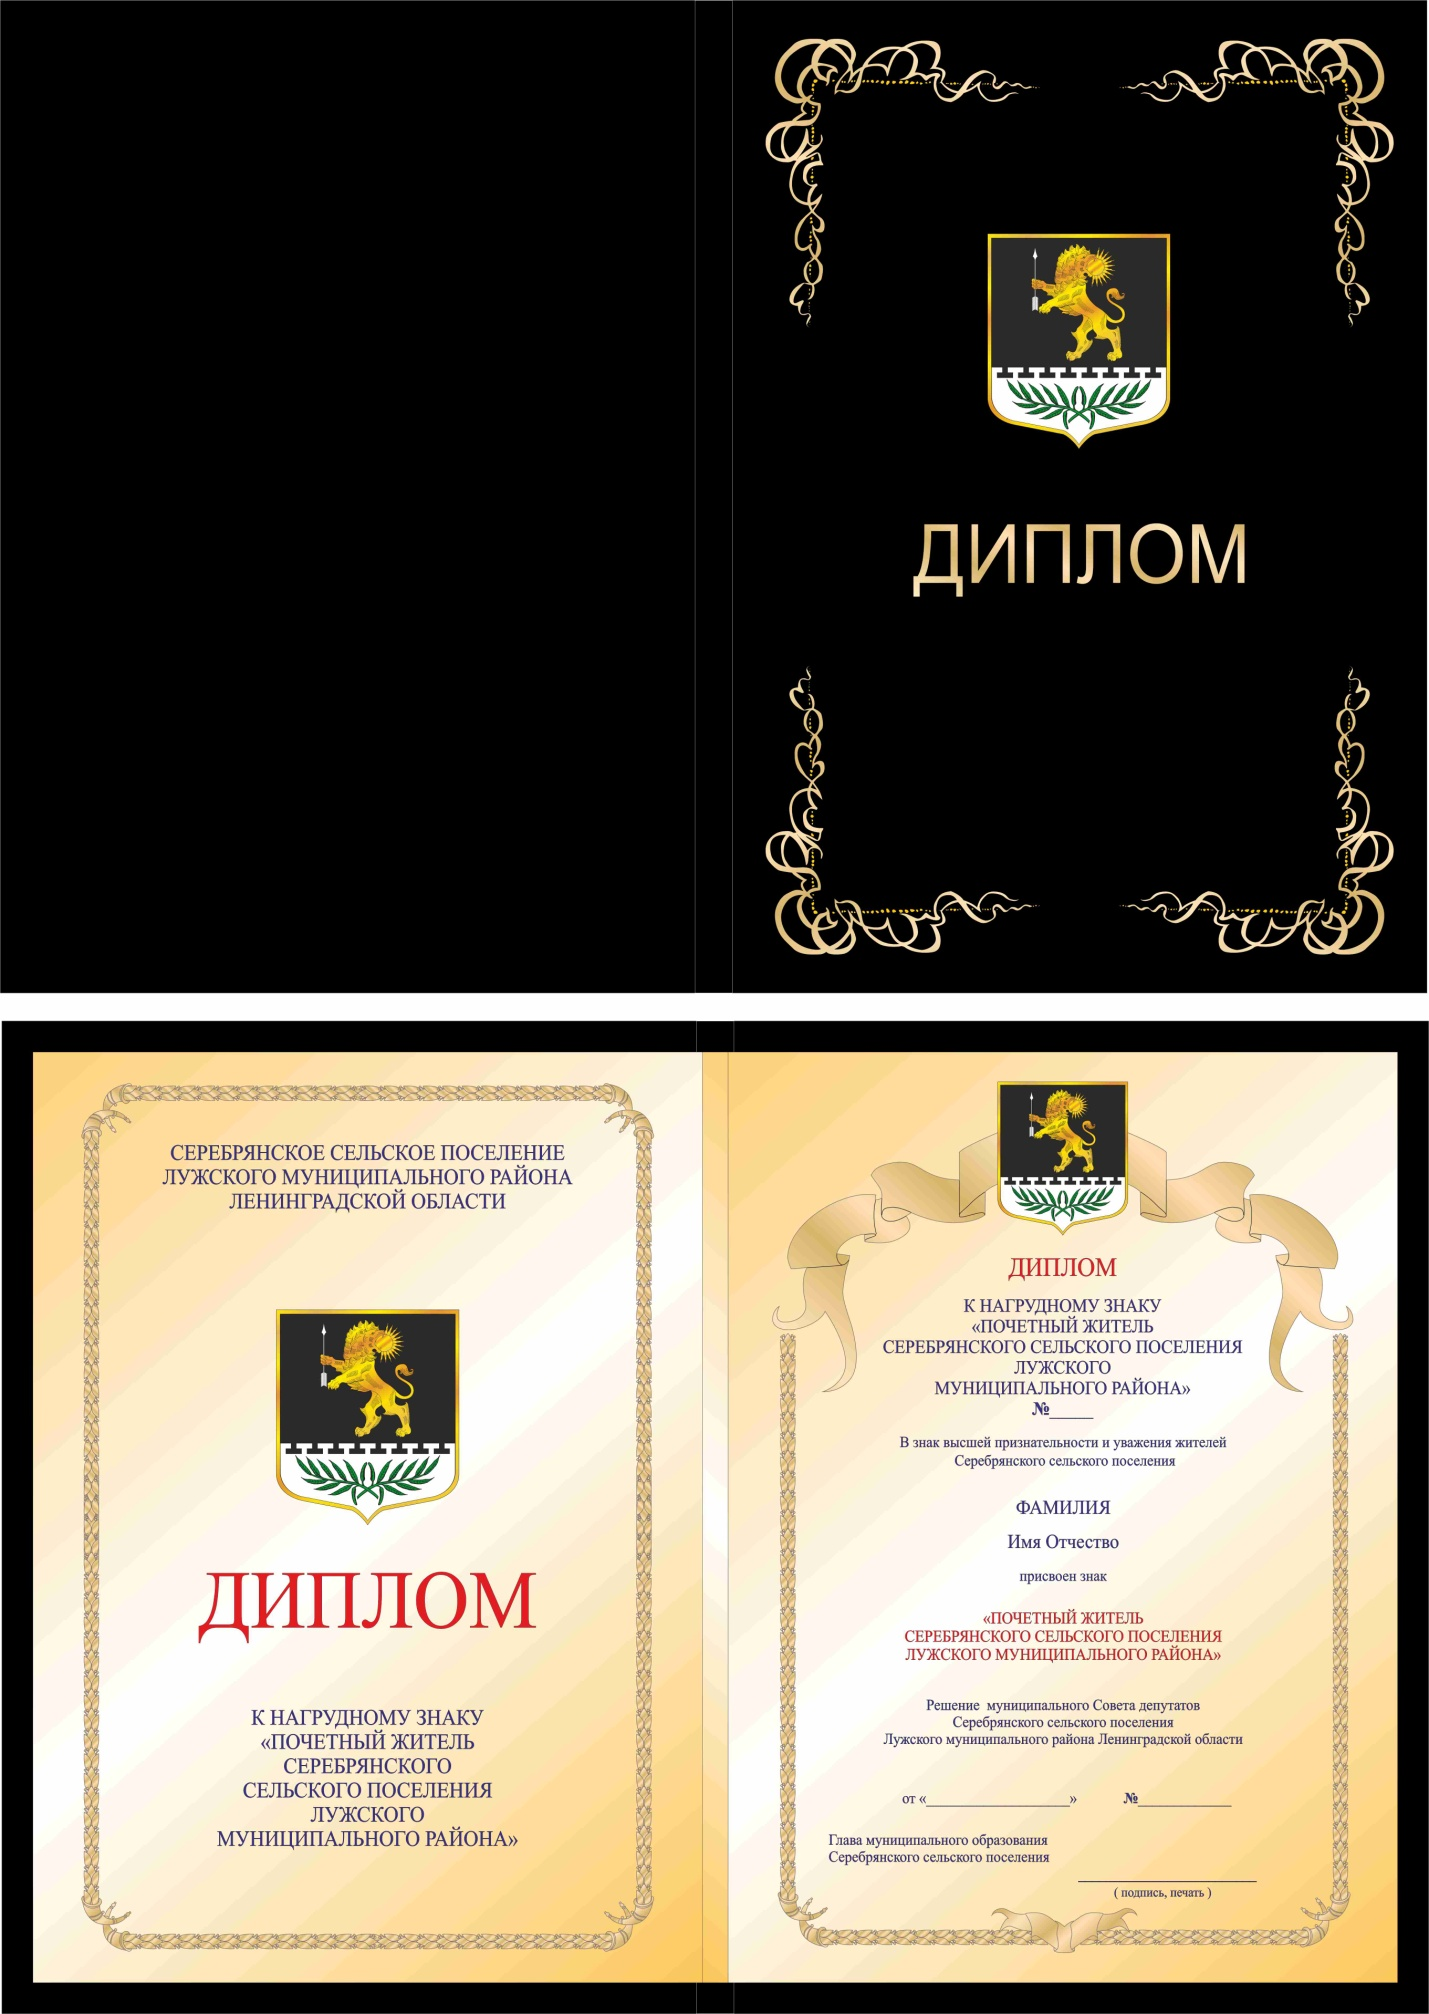 ДИПЛОМ
СЕРЕБРЯНСКОЕ СЕЛЬСКОЕ ПОСЕЛЕНИЕ
ЛУЖСКОГО МУНИЦИПАЛЬНОГО РАЙОНА
ЛЕНИНГРАДСКОЙ ОБЛАСТИ
ДИПЛОМ
К НАГРУДНОМУ ЗНАКУ
«ПОЧЕТНЫЙ ЖИТЕЛЬ
СЕРЕБРЯНСКОГО
СЕЛЬСКОГО ПОСЕЛЕНИЯ
ЛУЖСКОГО
МУНИЦИПАЛЬНОГО РАЙОНА»
ДИПЛОМ
К НАГРУДНОМУ ЗНАКУ
«ПОЧЕТНЫЙ ЖИТЕЛЬ
СЕРЕБРЯНСКОГО СЕЛЬСКОГО ПОСЕЛЕНИЯ
ЛУЖСКОГО
МУНИЦИПАЛЬНОГО РАЙОНА»
№_____
В знак высшей признательности и уважения жителей
Серебрянского сельского поселения
ФАМИЛИЯ
Имя Отчество
присвоен знак
«ПОЧЕТНЫЙ ЖИТЕЛЬ
СЕРЕБРЯНСКОГО СЕЛЬСКОГО ПОСЕЛЕНИЯ
ЛУЖСКОГО МУНИЦИПАЛЬНОГО РАЙОНА»
Решение муниципального Совета депутатов
Серебрянского сельского поселения
Лужского муниципального района Ленинградской области
от «____________________» №_____________
Глава муниципального образования
Серебрянского сельского поселения
_________________________
( подпись, печать )